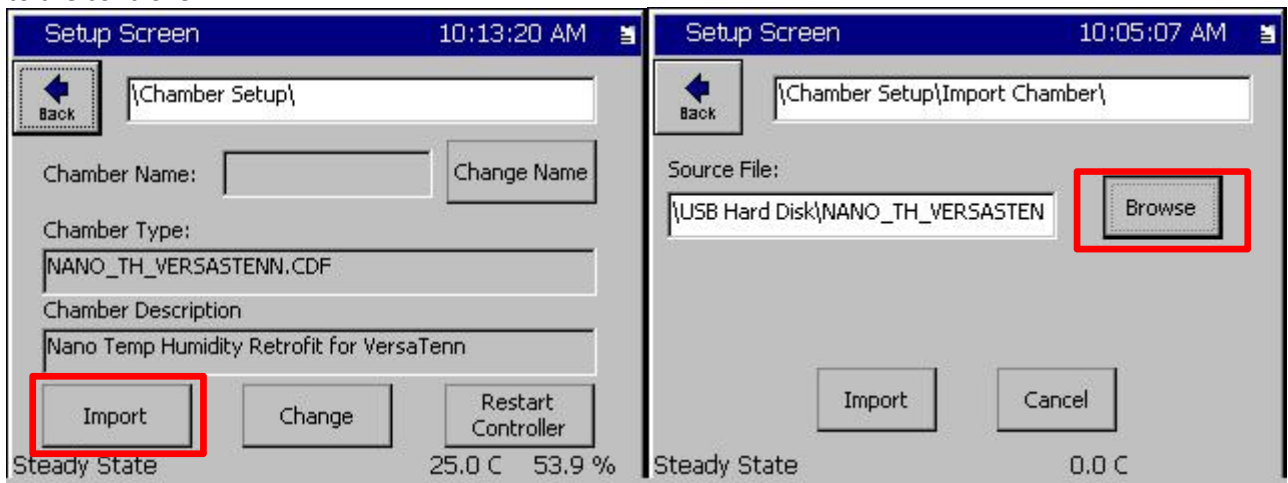 Setup Screen 10:13:20 AM
Back \Chamber Setup\
Chamber Name: Change Name
Chamber Type:
NANO_TH_VERSASTENN.CDF
Chamber Description
Nano Temp Humidity Retrofit for VersaTenn
Import Change Restart Controller
Steady State 25.0 C 53.9 %
Setup Screen 10:05:07 AM
Back \Chamber Setup\Import Chamber\
Source File:
\USB Hard Disk\NANO_TH_VERSASTEN Browse
Import Cancel
Steady State 0.0 C